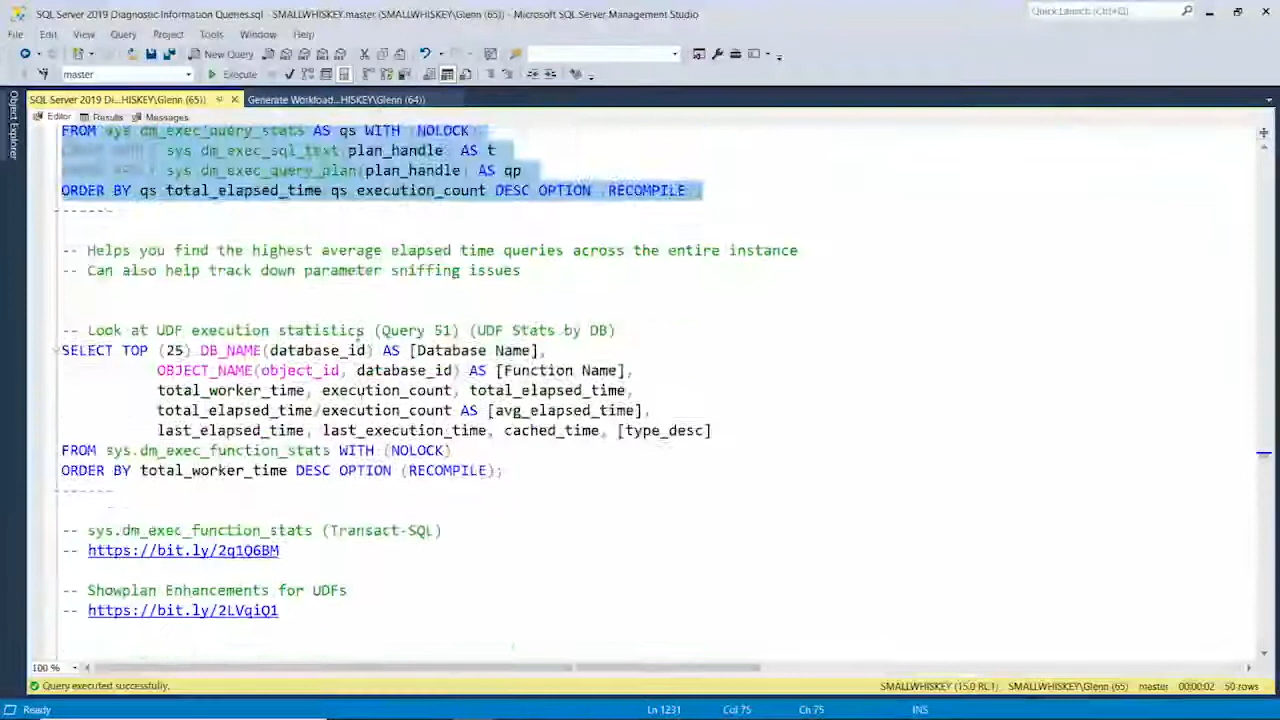 SQL Server 2019 Diagnostic Information Queries.sql - SMALLWHISKEY.master (SMALLWHISKEY\Glenn (65)) - Microsoft SQL Server Management Studio
Quick Launch (Ctrl+Q)
File Edit View Query Project Tools Window Help
New Query
master Execute
Object Explorer
SQL Server 2019 Di...HISKEY\Glenn (65)) Generate Workload...HISKEY\Glenn (64))
Editor Results Messages
FROM sys dm_exec query_stats AS qs WITH (NOLOCK)
sys dm_exec_sql_text plan_handle) AS t
sys dm_exec_query_plan(plan_handle) AS qp
ORDER BY qs total_elapsed_time qs execution_count DESC OPTION (RECOMPILE)
------
-- Helps you find the highest average elapsed time queries across the entire instance
-- Can also help track down parameter sniffing issues
-- Look at UDF execution statistics (Query 51) (UDF Stats by DB)
SELECT TOP (25) DB_NAME(database_id) AS [Database Name],
OBJECT_NAME(object_id, database_id) AS [Function Name],
total_worker_time, execution_count, total_elapsed_time,
total_elapsed_time/execution_count AS [avg_elapsed_time],
last_elapsed_time, last_execution_time, cached_time, [type_desc]
FROM sys.dm_exec_function_stats WITH (NOLOCK)
ORDER BY total_worker_time DESC OPTION (RECOMPILE);
------
-- sys.dm_exec_function_stats (Transact-SQL)
-- https://bit.ly/2q1Q6BM
-- Showplan Enhancements for UDFs
-- https://bit.ly/2LVqiQ1
100 %
Query executed successfully. SMALLWHISKEY (15.0 RC1) SMALLWHISKEY\Glenn (65) master 00:00:02 50 rows
Ready Ln 1231 Col 75 Ch 75 INS